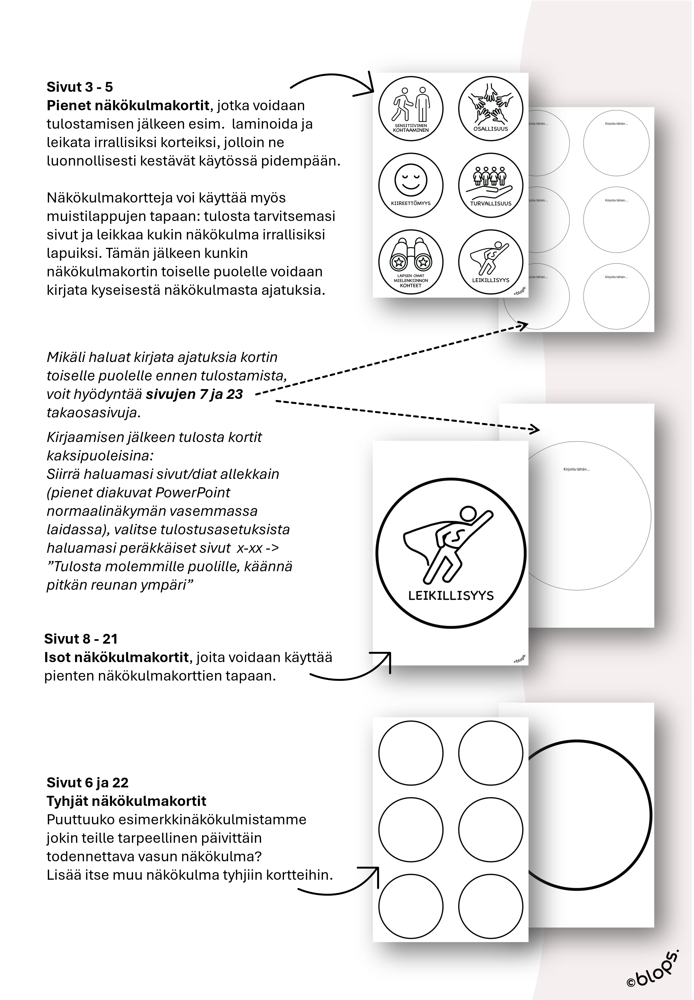 Sivut 3 - 5
Pienet näkökulmakortit, jotka voidaan
tulostamisen jälkeen esim. laminoida ja
leikata irrallisiksi korteiksi, jolloin ne
luonnollisesti kestävät käytössä pidempään.
Näkökulmakortteja voi käyttää myös
muistilappujen tapaan: tulosta tarvitsemasi
sivut ja leikkaa kukin näkökulma irrallisiksi
lapuiksi. Tämän jälkeen kunkin
näkökulmakortin toiselle puolelle voidaan
kirjata kyseisestä näkökulmasta ajatuksia.
SENSITIIVINEN
KOHTAAMINEN
OSALLISUUS
KIIREETTÖMYYS
TURVALLISUUS
LAPSEN OMAT
MIELENKIINNON
KOHTEET
LEIKILLISYYS
©blops.
tähän...
Kirjoita tähän...
tähän...
Kirjoita tähän...
tähän...
Kirjoita tähän...
Mikäli haluat kirjata ajatuksia kortin
toiselle puolelle ennen tulostamista,
voit hyödyntää sivujen 7 ja 23
takaosasivuja.
Kirjaamisen jälkeen tulosta kortit
kaksipuoleisina:
Siirrä haluamasi sivut/diat allekkain
(pienet diakuvat PowerPoint
normaalinäkymän vasemmassa
laidassa), valitse tulostusasetuksista
haluamasi peräkkäiset sivut x-xx ->
”Tulosta molemmille puolille, käännä
pitkän reunan ympäri”
Kirjoita tähän...
LEIKILLISYYS
©blops.
Sivut 8 - 21
Isot näkökulmakortit, joita voidaan käyttää
pienten näkökulmakorttien tapaan.
Sivut 6 ja 22
Tyhjät näkökulmakortit
Puuttuuko esimerkkinäkökulmistamme
jokin teille tarpeellinen päivittäin
todennettava vasun näkökulma?
Lisää itse muu näkökulma tyhjiin kortteihin.
©blops.